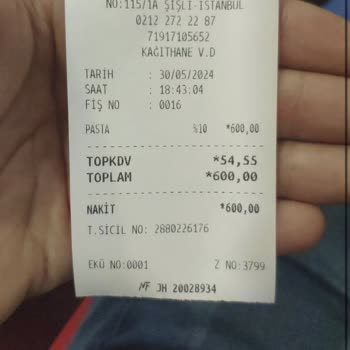 NO:115/1A ŞİŞLİ-İSTANBUL
0212 272 22 87
71917105652
KAĞITHANE V.D
TARİH : 30/05/2024
SAAT : 18:43:04
FİŞ NO : 0016
PASTA %10 *600,00
TOPKDV *54,55
TOPLAM *600,00
NAKİT *600,00
T.SİCİL NO: 2880226176
EKÜ NO:0001 Z NO:3799
MF JH 20028934